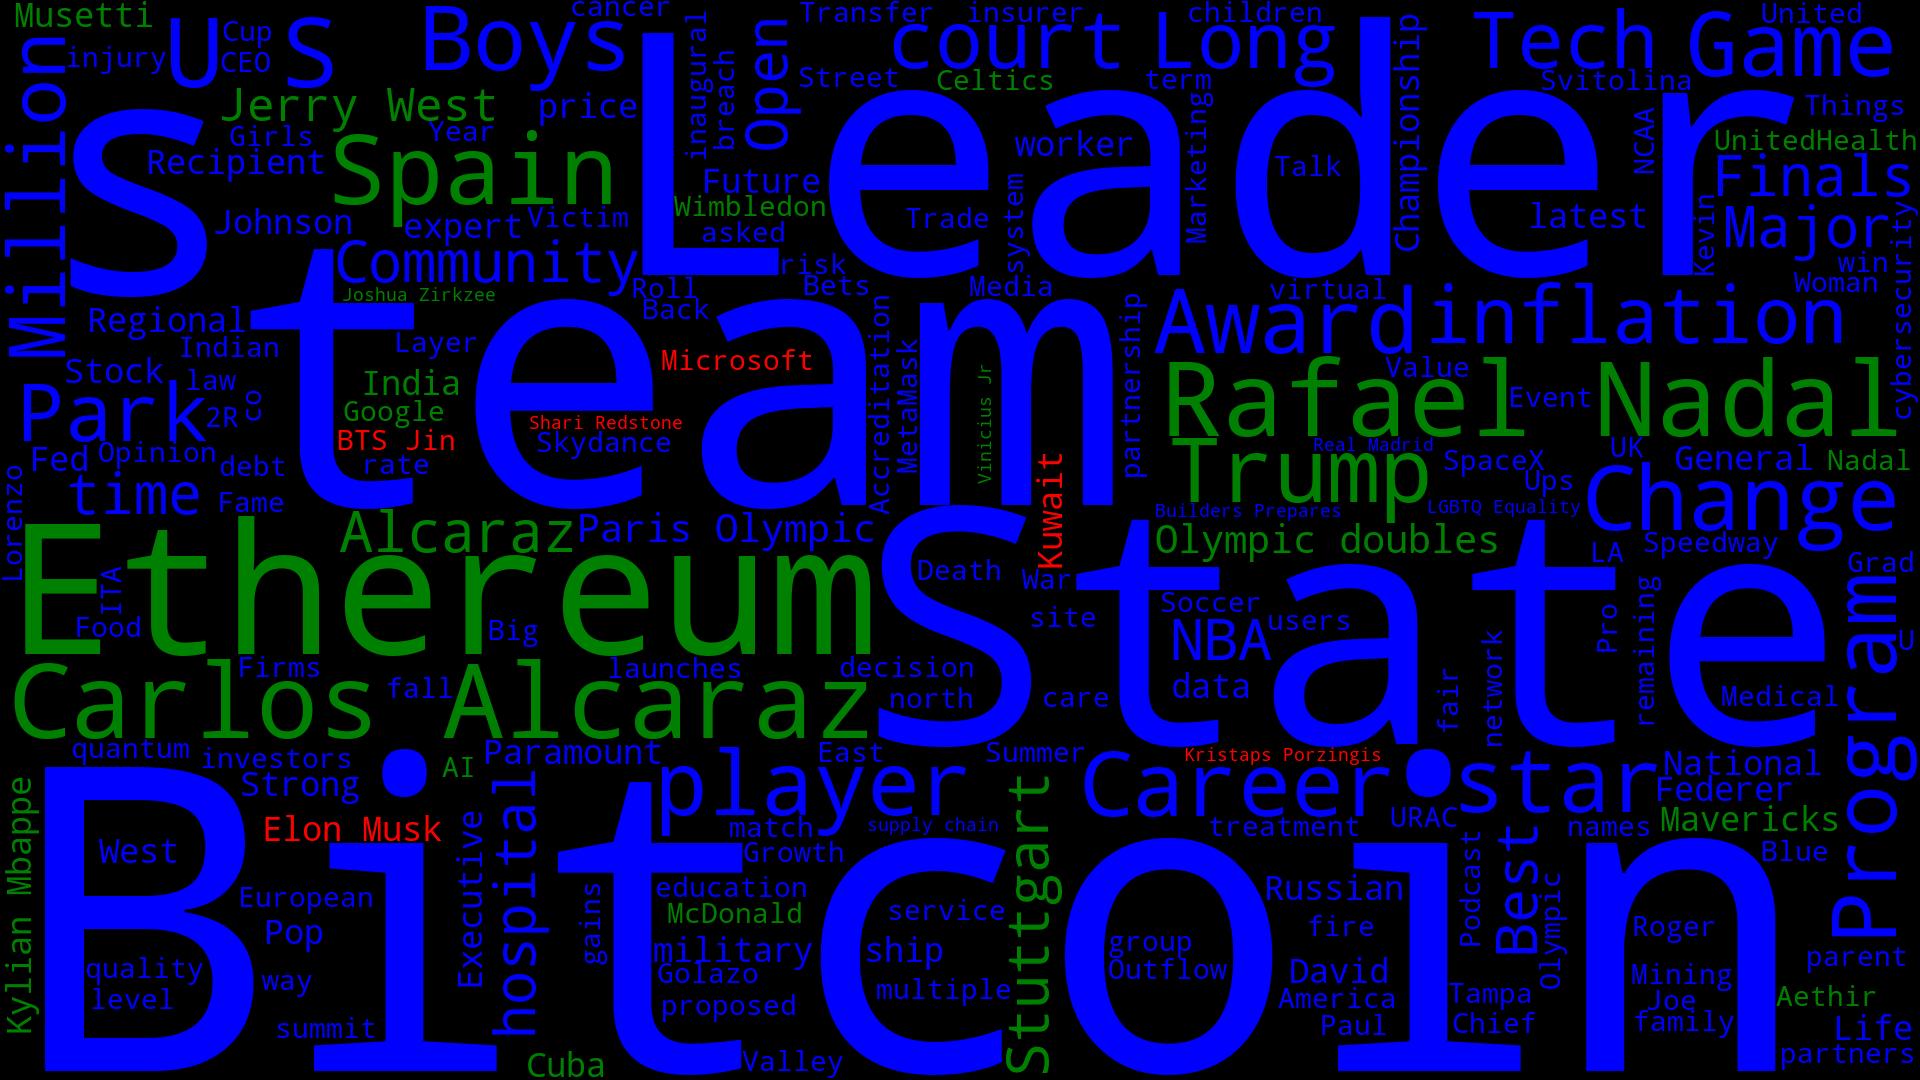 Musetti
injury
US
Cup
CEO
Boys
cancer
Transfer
insurer
children
United
inaugural
breach
Open
court
Long
Tech
Game
Street
Celtics
term
Svitolina
Championship
Million
s
Leader
Jerry West
price
Girls
Year
Recipient
Spain
worker
Marketing
Talk
NCAA
Things
UnitedHealth
Future
Wimbledon
asked
Trade
system
latest
Finals
Major
Kevin
win
Woman
cybersecurity
Johnson
expert
Victim
Community
risk
Joshua Zirkzee
Roll
Back
Bets
Media
virtual
Regional
Indian
Layer
team
Accreditation
MetaMask
Vinicius Jr
partnership
Award
inflation
Stock
law
Park
2R
co
India
Google
BTS Jin
Microsoft
Shari Redstone
Skydance
Rafael Nadal
Value
Event
Fed
Opinion
debt
rate
Trump
Real Madrid
SpaceX
UK
General
Nadal
Kuwait
time
Fame
Ups
Lorenzo
Builders Prepares
LGBTQ Equality
Change
Alcaraz
Paris Olympic
Olympic doubles
LA
Speedway
Grad
Ethereum
State
Death
War
ITA
Food
Big
site
Soccer
users
NBA
Pro
remaining
U
Firms
launches
decision
data
network
fair
Carlos Alcaraz
fall
north
care
Medical
Program
quantum
investors
Paramount
East
Summer
Kristaps Porzingis
National
Strong
AI
player
Career
star
Federer
Kylian Mbappe
Elon Musk
hospital
match
supply chain
treatment
URAC
names
Mavericks
Bitcoin
West
Executive
Growth
Stuttgart
Podcast
Best
Blue
European
gains
education
McDonald
service
Russian
Olympic
Pop
military
ship
group
Outflow
fire
Roger
parent
quality
level
way
Golazo
proposed
multiple
David
America
Tampa
Mining
Joe
Aethir
summit
Paul
Chief
family
Life
Cuba
Valley
partners